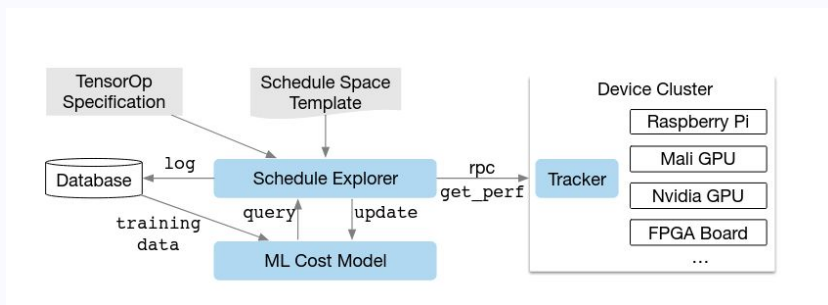 TensorOp
Specification
Schedule Space
Template
Device Cluster
Raspberry Pi
Mali GPU
Nvidia GPU
FPGA Board
...
Database
log
Schedule Explorer
rpc
get_perf
Tracker
training
data
query
update
ML Cost Model